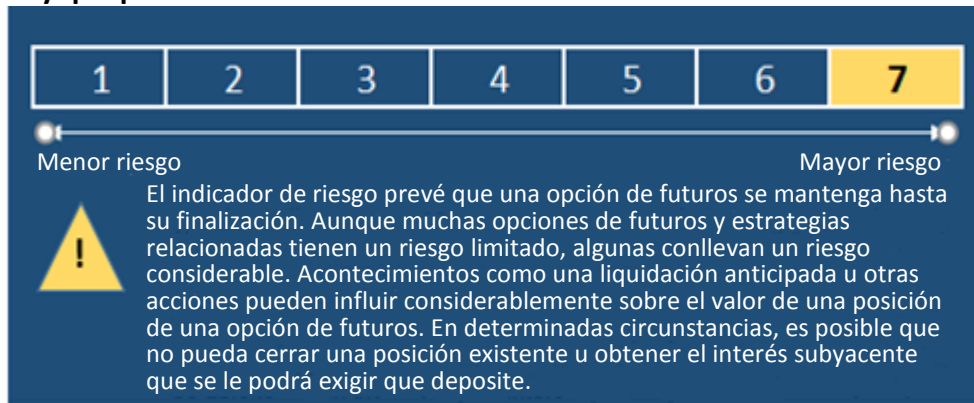 1 2 3 4 5 6 7
Menor riesgo Mayor riesgo
El indicador de riesgo prevé que una opción de futuros se mantenga hasta
su finalización. Aunque muchas opciones de futuros y estrategias
relacionadas tienen un riesgo limitado, algunas conllevan un riesgo
considerable. Acontecimientos como una liquidación anticipada u otras
acciones pueden influir considerablemente sobre el valor de una posición
de una opción de futuros. En determinadas circunstancias, es posible que
no pueda cerrar una posición existente u obtener el interés subyacente
que se le podrá exigir que deposite.
!